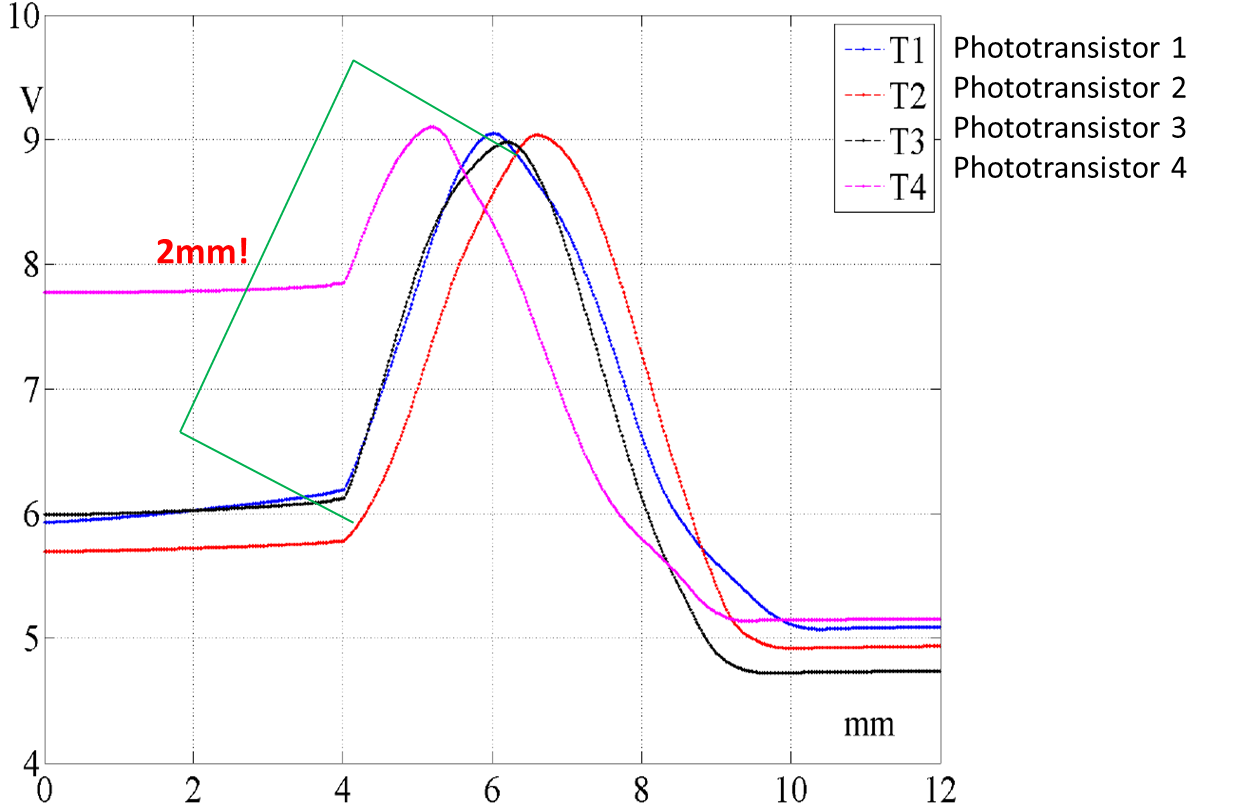 10
V
9
8
7
6
5
4
0
2
4
6
8
10
12
mm
2mm!
T1
T2
T3
T4
Phototransistor 1
Phototransistor 2
Phototransistor 3
Phototransistor 4